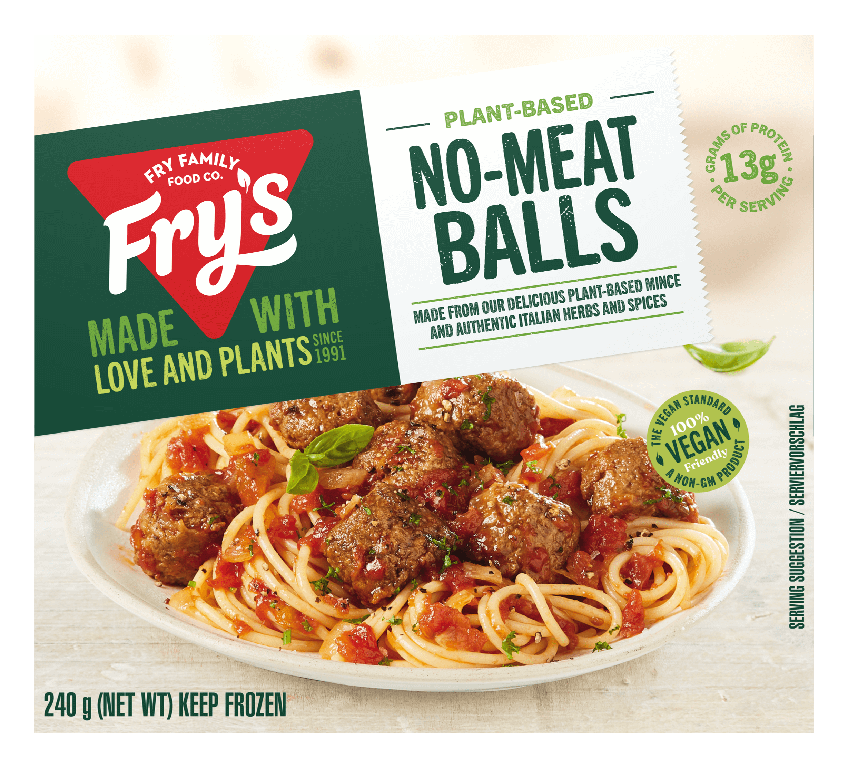 FRY FAMILY
FOOD CO.
Fry's
MADE WITH
LOVE AND PLANTS
SINCE
1991
PLANT-BASED
NO-MEAT
BALLS
MADE FROM OUR DELICIOUS PLANT-BASED MINCE
AND AUTHENTIC ITALIAN HERBS AND SPICES
GRAMS OF PROTEIN
13g
PER SERVING
THE VEGAN STANDARD
100%
VEGAN
Friendly
A NON-GM PRODUCT
SERVING SUGGESTION / SERVIERVORSCHLAG
240 g (NET WT) KEEP FROZEN